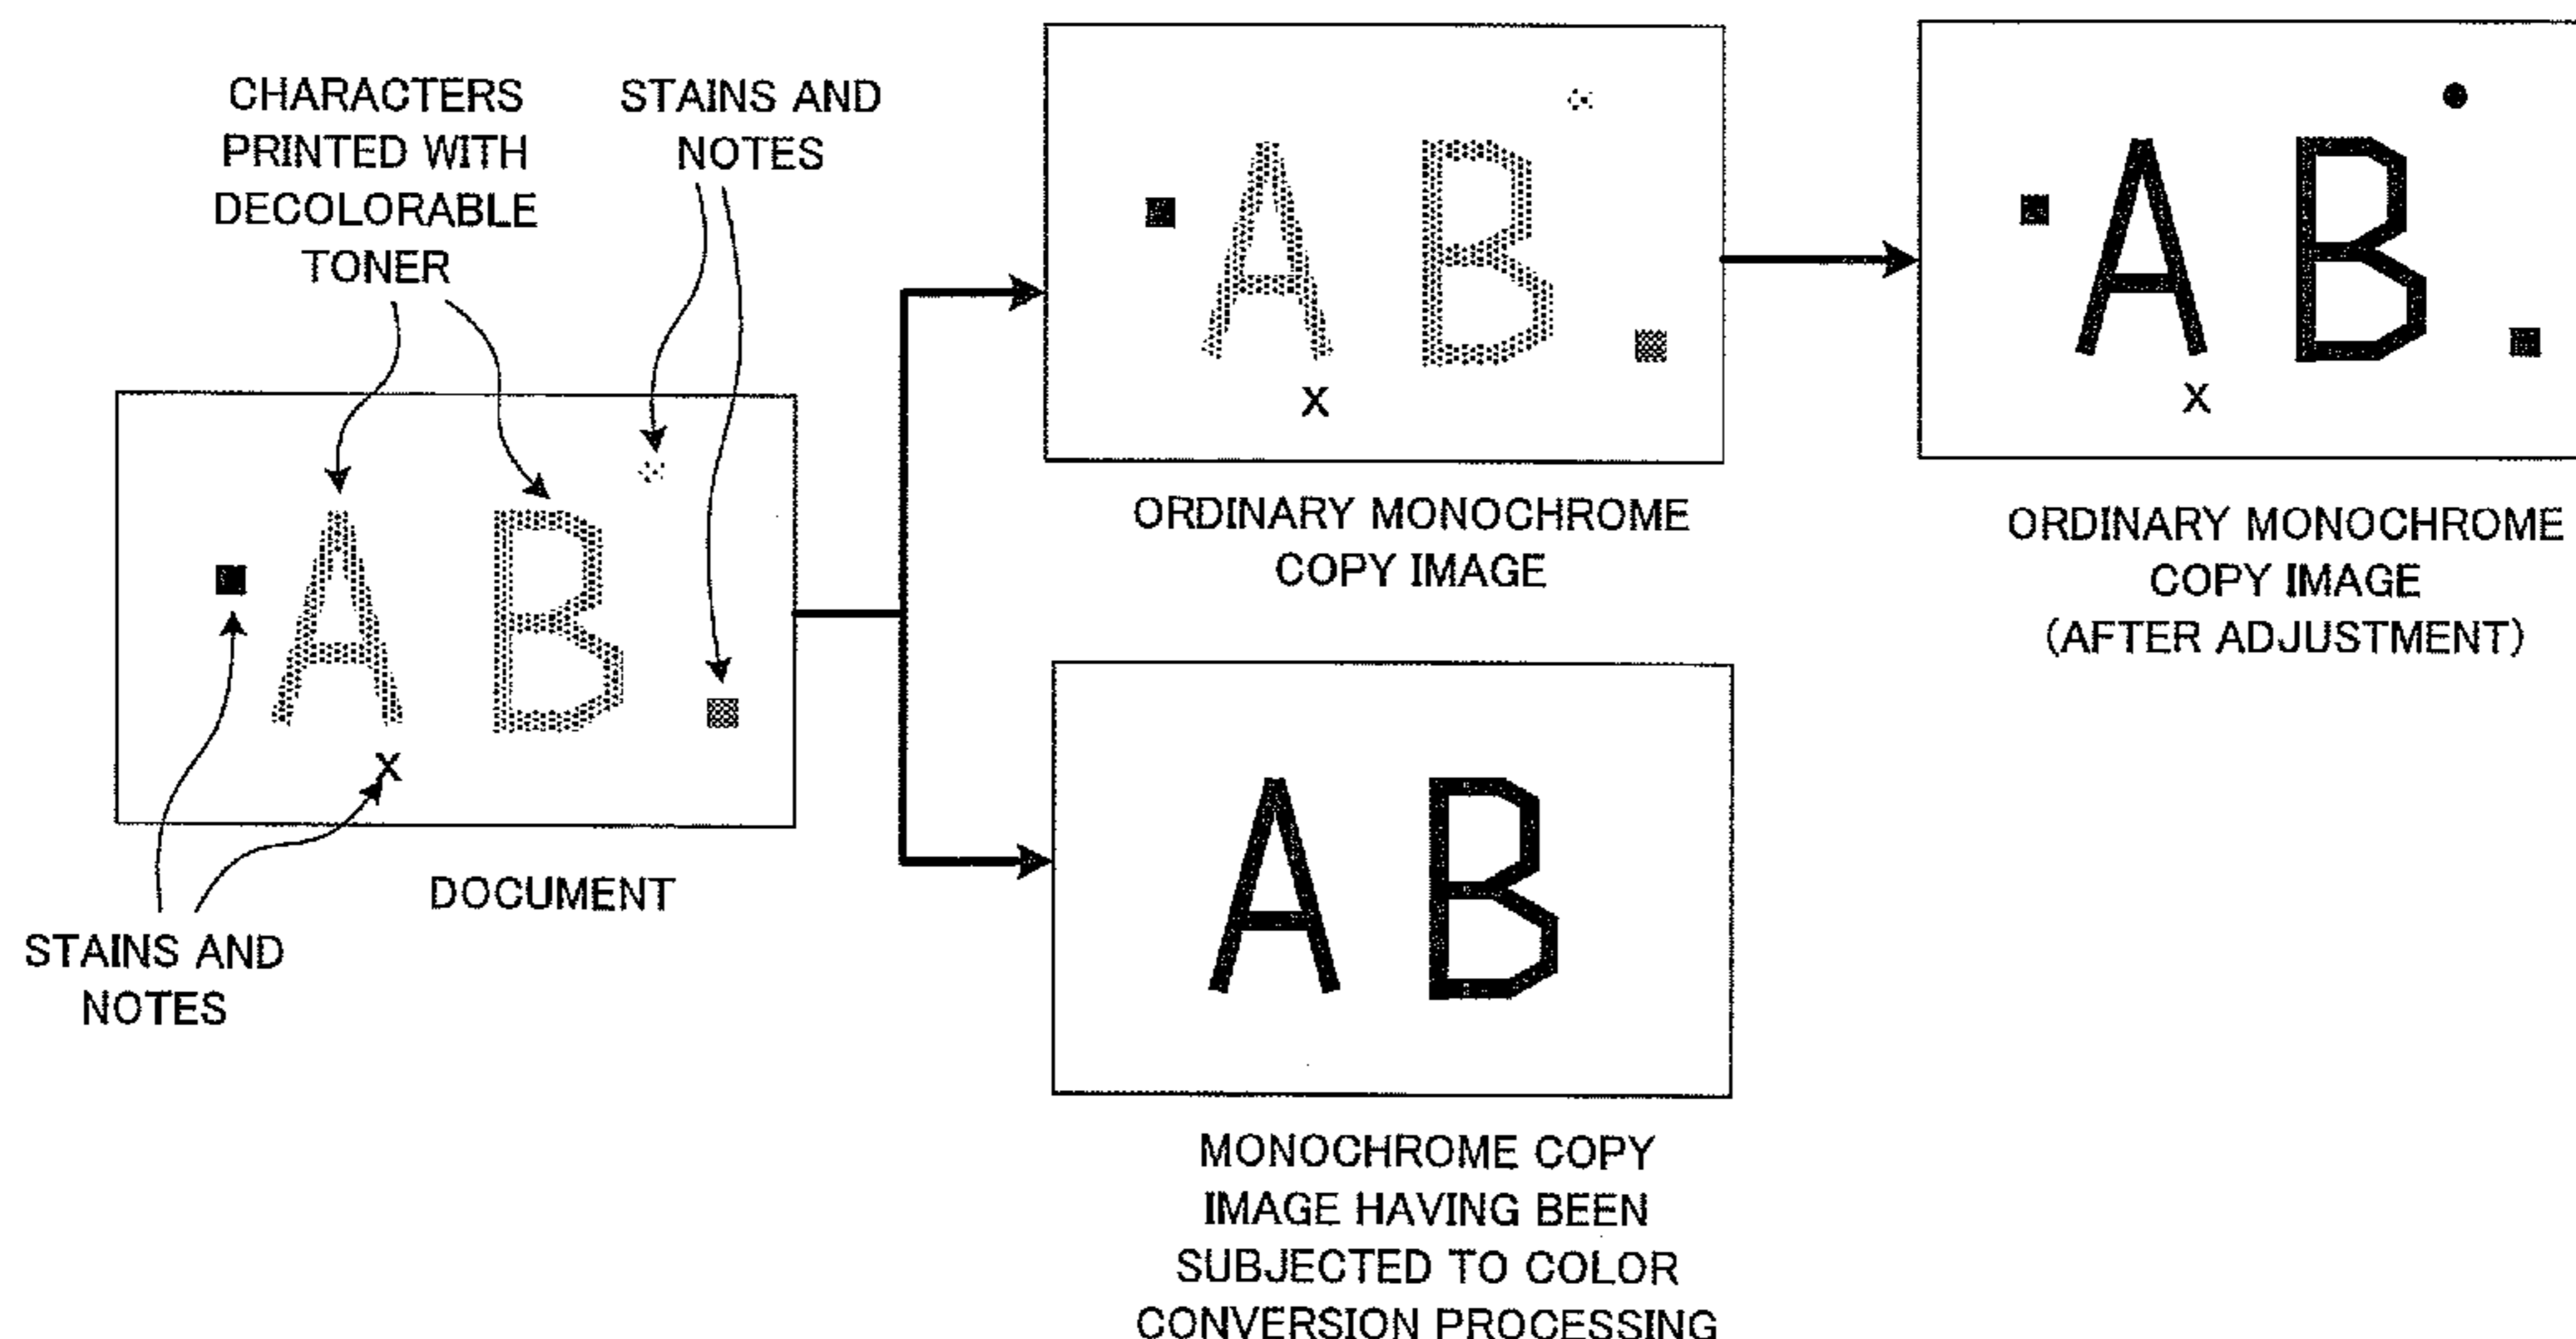 CHARACTERS
PRINTED WITH
DECOLORABLE
TONER
STAINS AND
NOTES
A B
x
DOCUMENT
STAINS AND
NOTES
A B
x
ORDINARY MONOCHROME
COPY IMAGE
A B
x
ORDINARY MONOCHROME
COPY IMAGE
(AFTER ADJUSTMENT)
A B
MONOCHROME COPY
IMAGE HAVING BEEN
SUBJECTED TO COLOR
CONVERSION PROCESSING